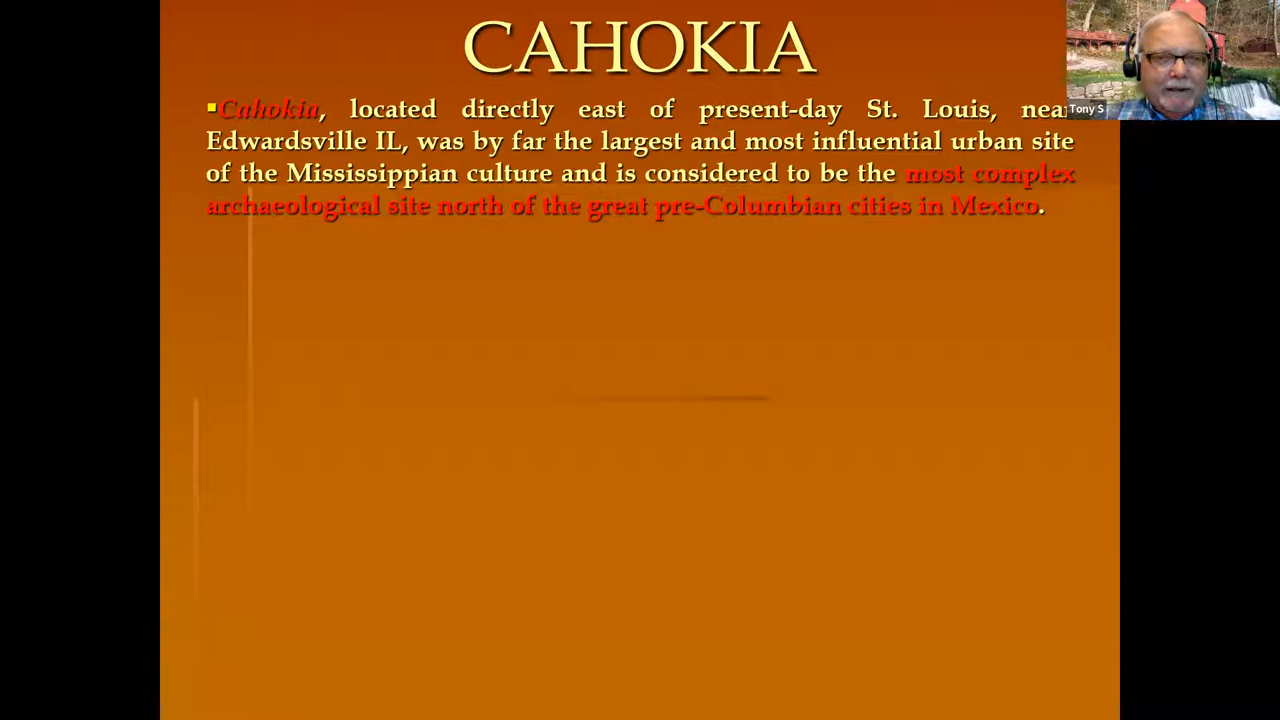 CAHOKIA
Cahokia, located directly east of present-day St. Louis, near
Edwardsville IL, was by far the largest and most influential urban site
of the Mississippian culture and is considered to be the most complex
archaeological site north of the great pre-Columbian cities in Mexico.
Tony S